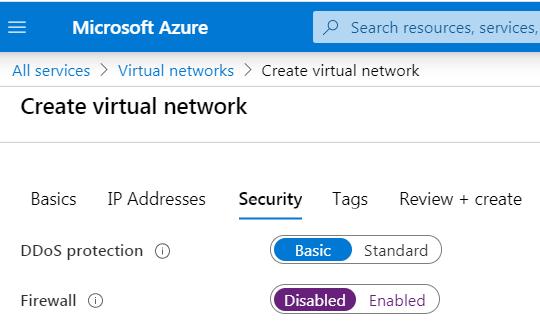 Microsoft Azure
Search resources, services,
All services > Virtual networks > Create virtual network
Create virtual network
Basics IP Addresses Security Tags Review + create
DDoS protection Basic Standard
Firewall Disabled Enabled